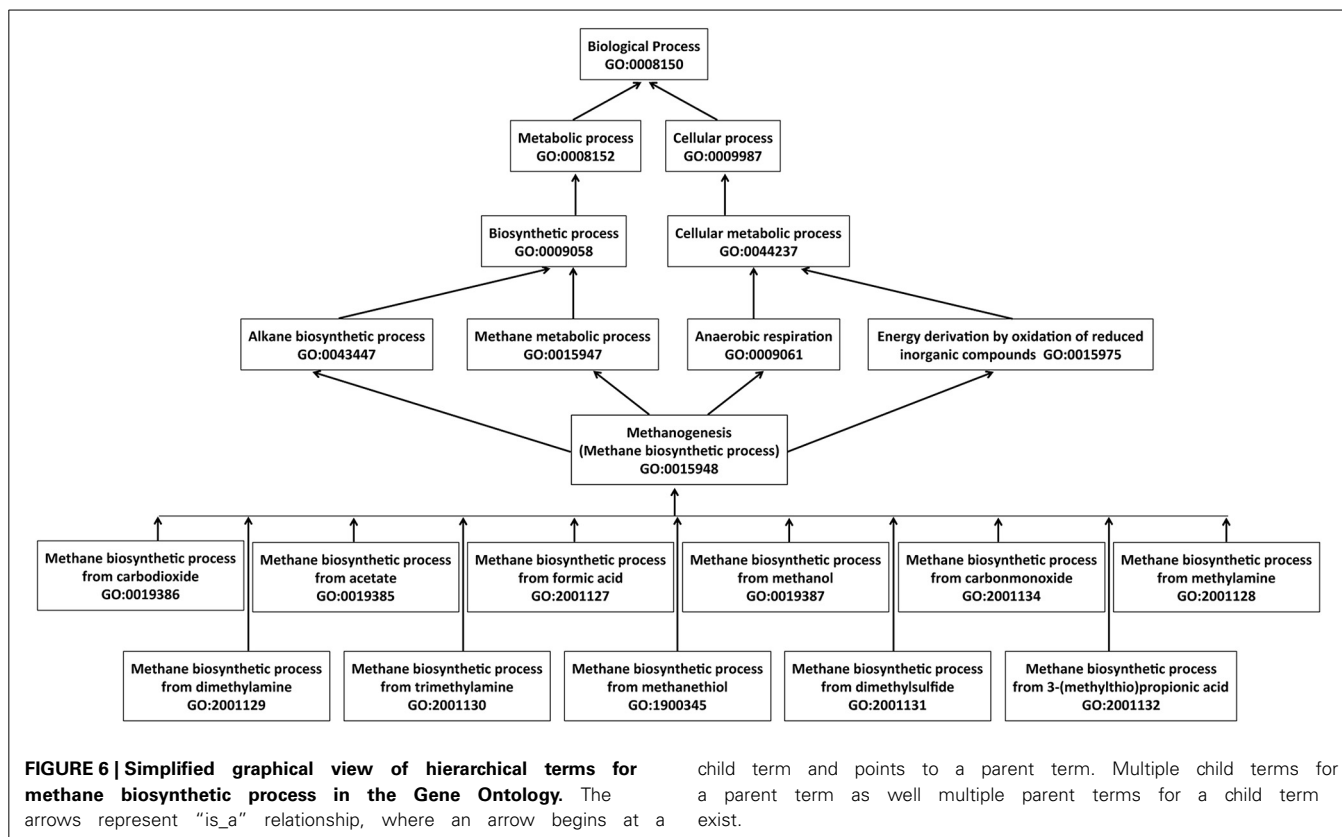 Biological Process
GO:0008150
Metabolic process
GO:0008152
Cellular process
GO:0009987
Biosynthetic process
GO:0009058
Cellular metabolic process
GO:0044237
Alkane biosynthetic process
GO:0043447
Methane metabolic process
GO:0015947
Anaerobic respiration
GO:0009061
Energy derivation by oxidation of reduced
inorganic compounds GO:0015975
Methanogenesis
(Methane biosynthetic process)
GO:0015948
Methane biosynthetic process
from carbodioxide
GO:0019386
Methane biosynthetic process
from acetate
GO:0019385
Methane biosynthetic process
from formic acid
GO:2001127
Methane biosynthetic process
from methanol
GO:0019387
Methane biosynthetic process
from carbonmonoxide
GO:2001134
Methane biosynthetic process
from methylamine
GO:2001128
Methane biosynthetic process
from dimethylamine
GO:2001129
Methane biosynthetic process
from trimethylamine
GO:2001130
Methane biosynthetic process
from methanethiol
GO:1900345
Methane biosynthetic process
from dimethylsulfide
GO:2001131
Methane biosynthetic process
from 3-(methylthio)propionic acid
GO:2001132
FIGURE 6 | Simplified graphical view of hierarchical terms for
methane biosynthetic process in the Gene Ontology. The
arrows represent “is_a” relationship, where an arrow begins at a
child term and points to a parent term. Multiple child terms for
a parent term as well multiple parent terms for a child term
exist.